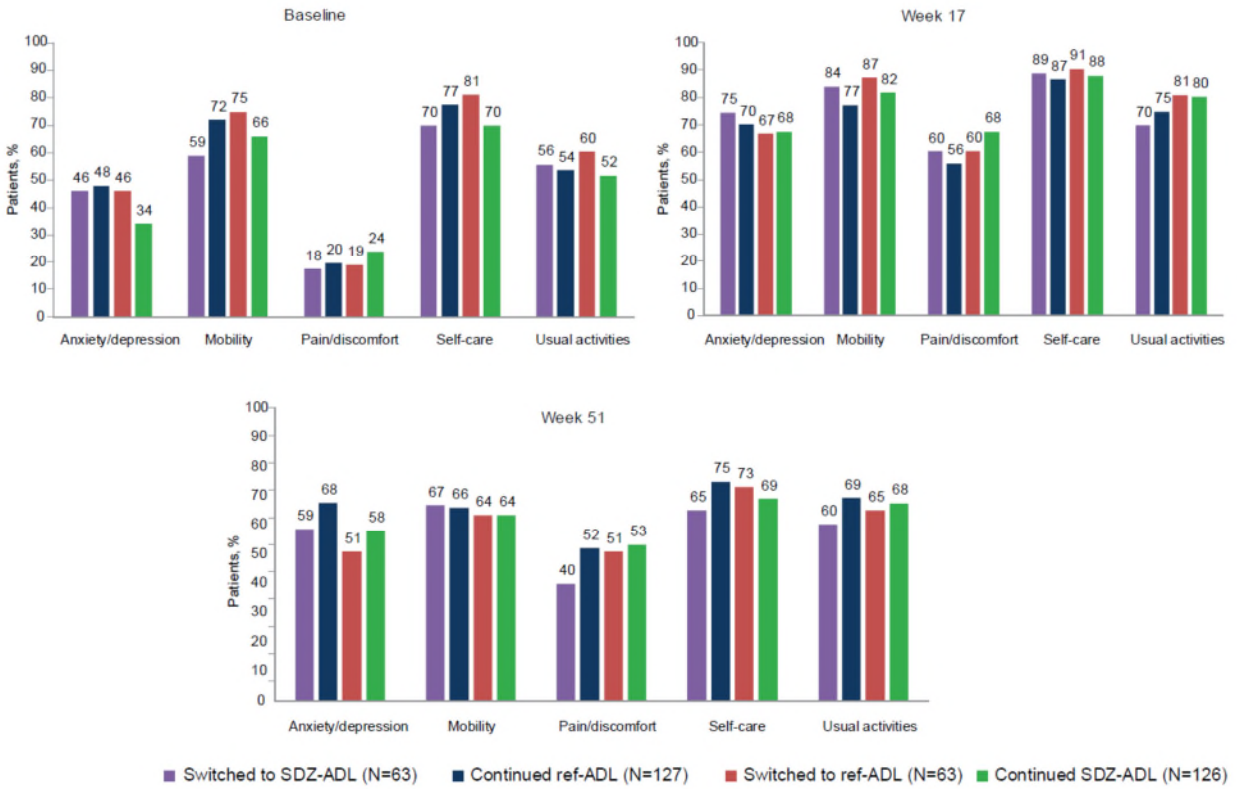 Baseline
Patients, %
100
90
80
70
60
50
40
30
20
10
0
46 48 46 34
59 72 75 66
18 20 19 24
70 77 81 70
56 54 60 52
Anxiety/depression Mobility Pain/discomfort Self-care Usual activities
Week 17
Patients, %
100
90
80
70
60
50
40
30
20
10
0
75 70 67 68
84 77 87 82
60 56 60 68
89 87 91 88
70 75 81 80
Anxiety/depression Mobility Pain/discomfort Self-care Usual activities
Week 51
Patients, %
100
90
80
70
60
50
40
30
20
10
0
59 68 51 58
67 66 64 64
40 52 51 53
65 75 73 69
60 69 65 68
Anxiety/depression Mobility Pain/discomfort Self-care Usual activities
Switched to SDZ-ADL (N=63) Continued ref-ADL (N=127) Switched to ref-ADL (N=63) Continued SDZ-ADL (N=126)